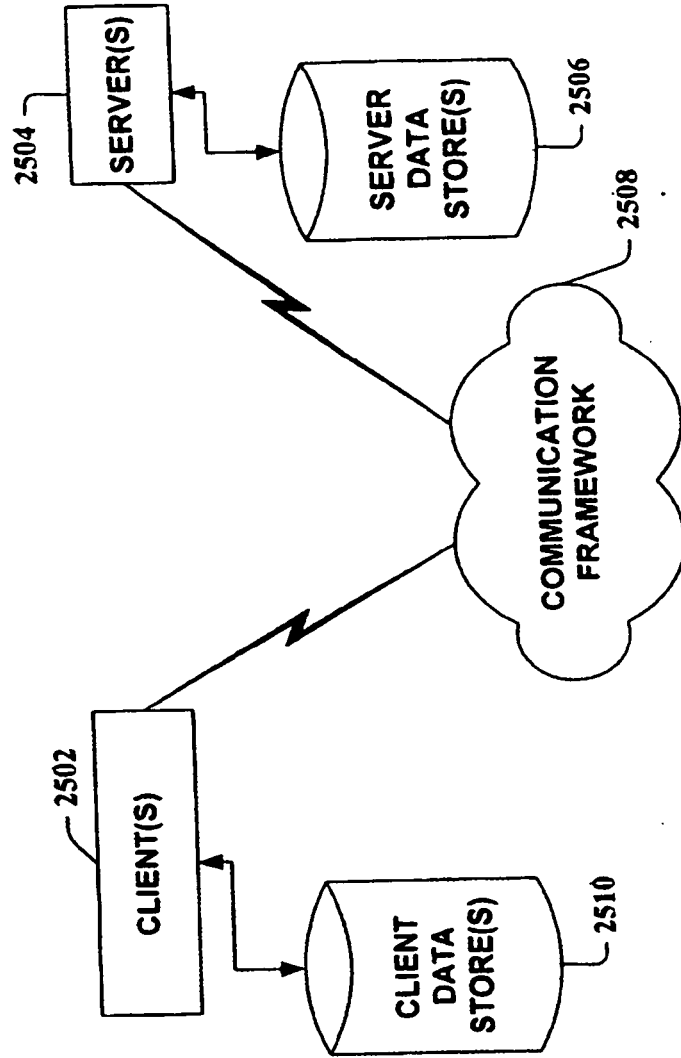 2502
CLIENT(S)
CLIENT
DATA
STORE(S)
2510
2504
SERVER(S)
SERVER
DATA
STORE(S)
2506
COMMUNICATION
FRAMEWORK
2508